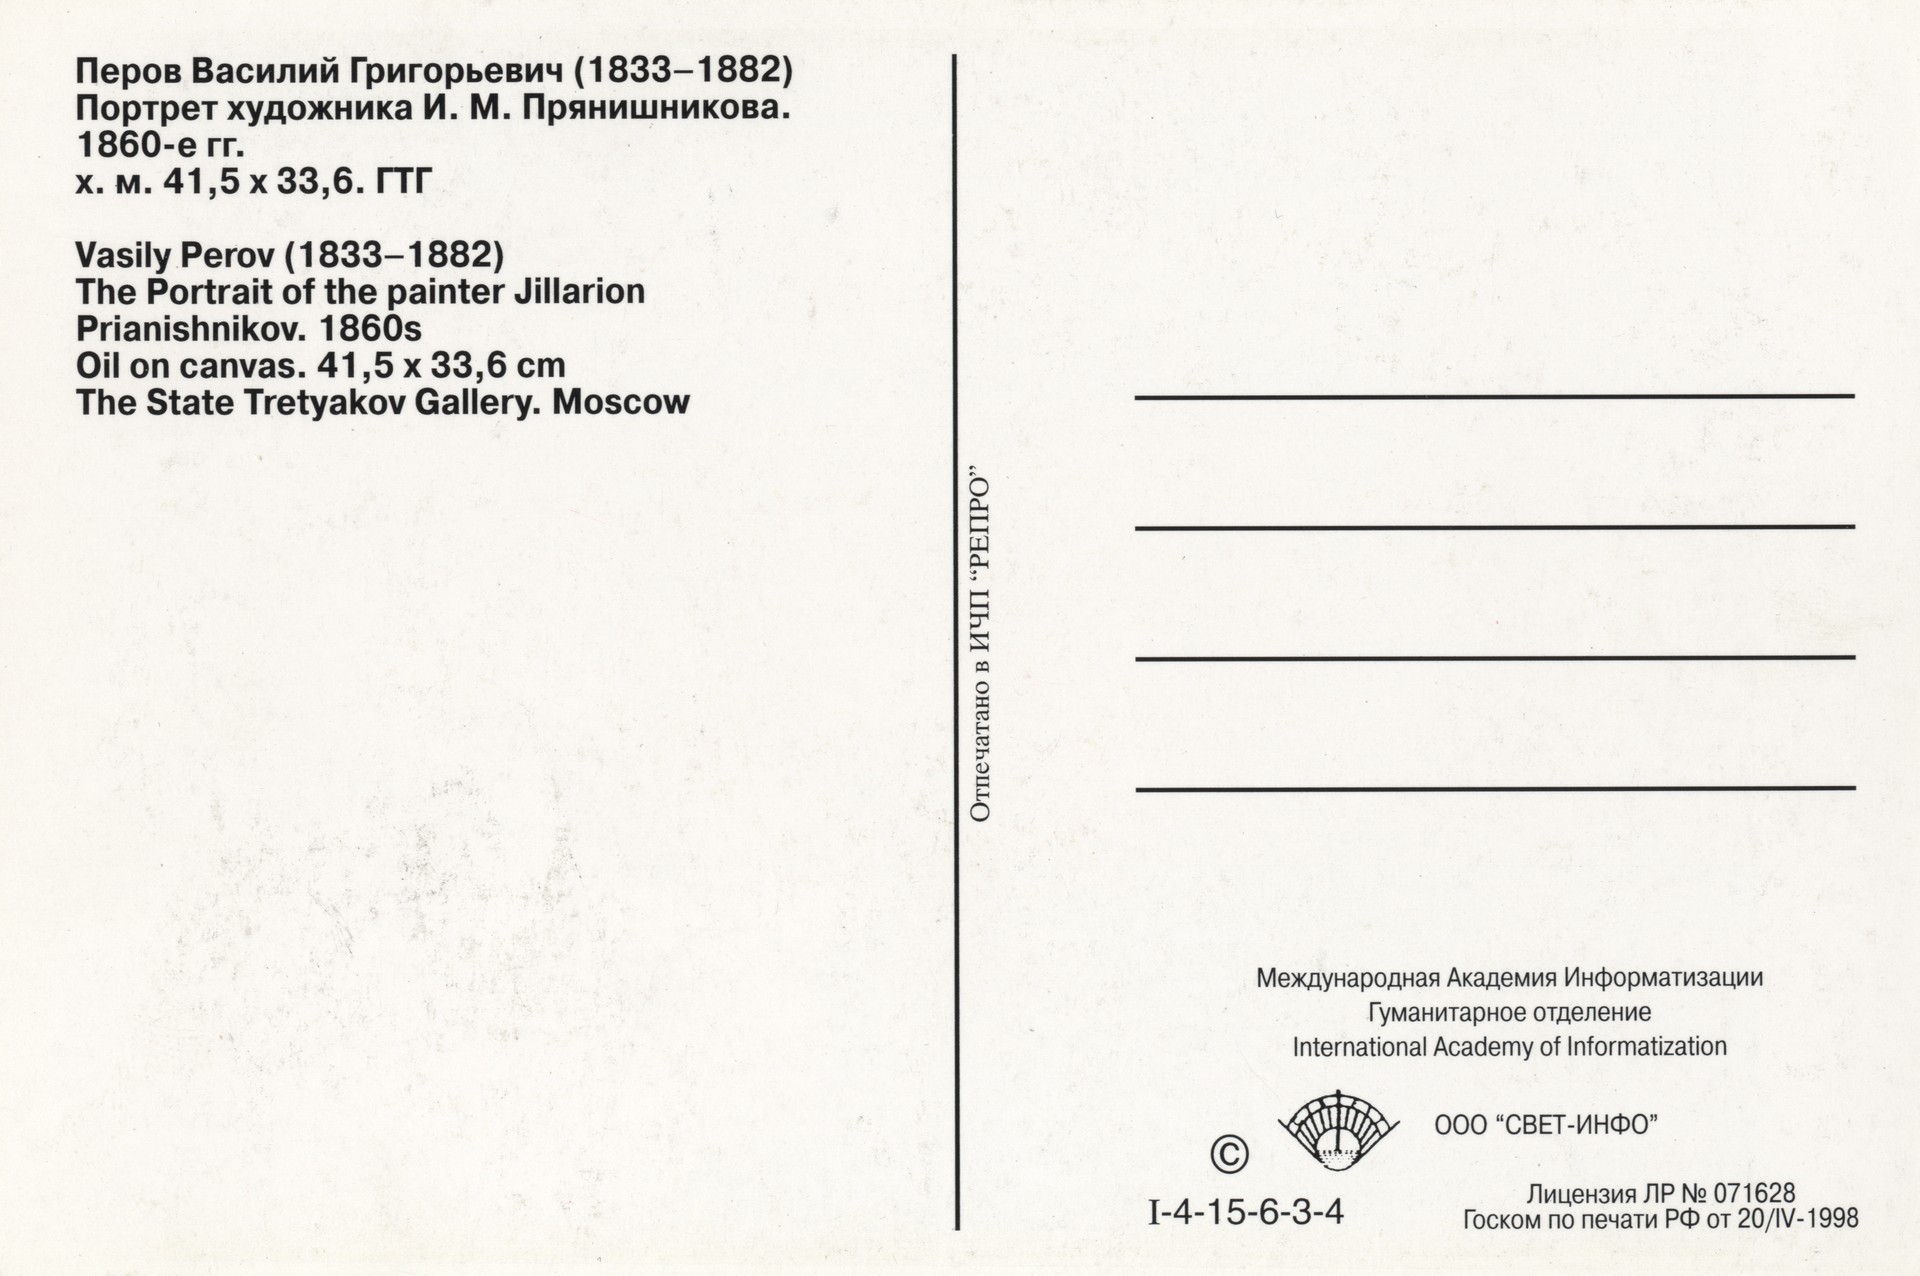 Перов Василий Григорьевич (1833–1882)
Портрет художника И. М. Прянишникова.
1860-е гг.
х. м. 41,5 х 33,6. ГТГ
Vasily Perov (1833–1882)
The Portrait of the painter Jillarion
Prianishnikov. 1860s
Oil on canvas. 41,5 x 33,6 cm
The State Tretyakov Gallery. Moscow
Отпечатано в ИЧП “РЕПРО”
Международная Академия Информатизации
Гуманитарное отделение
International Academy of Informatization
ООО “СВЕТ-ИНФО”
©
I-4-15-6-3-4
Лицензия ЛР № 071628
Госком по печати РФ от 20/IV-1998